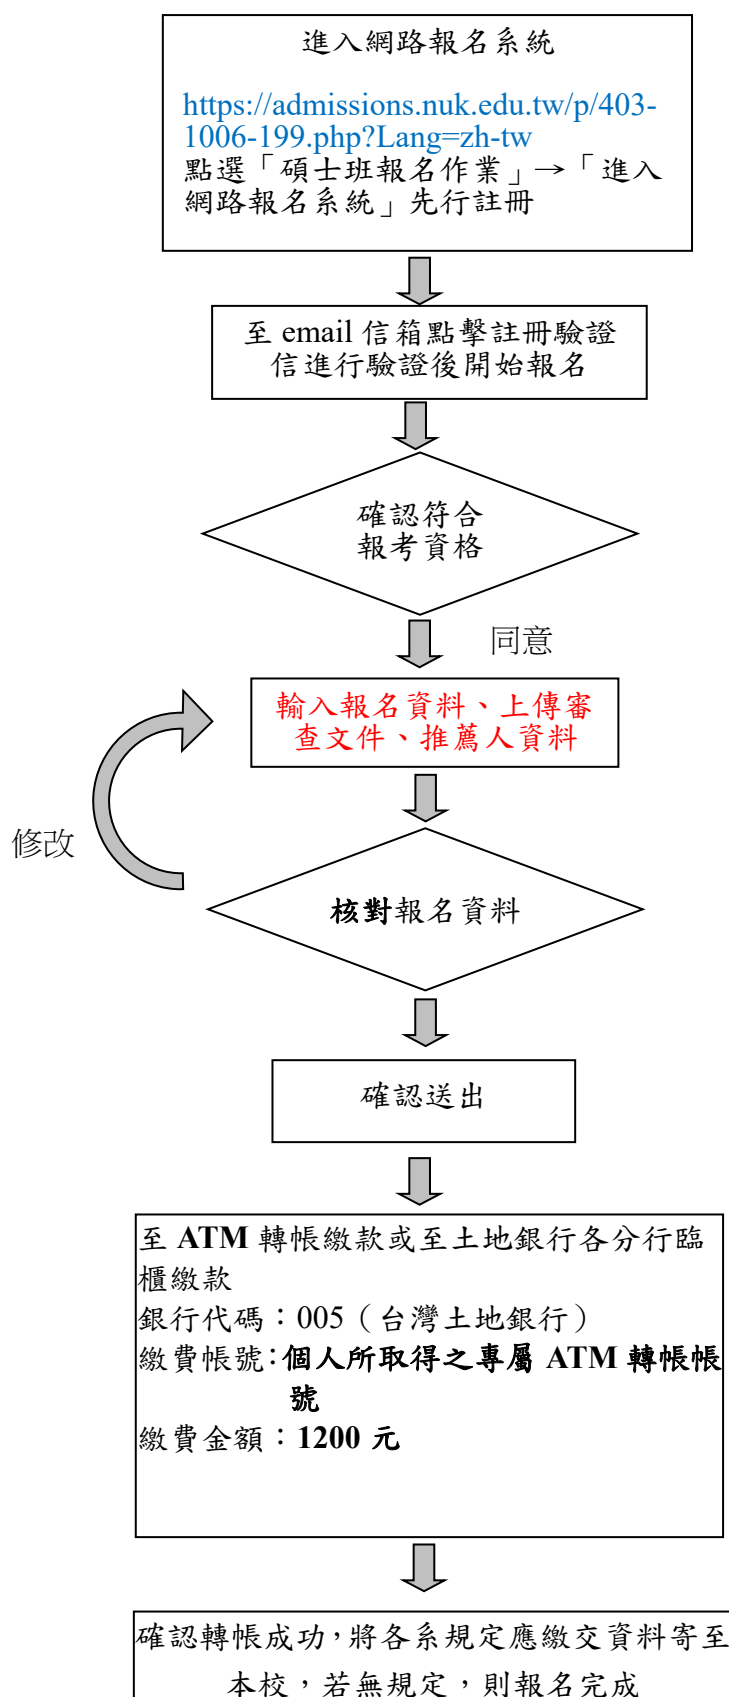 進入網路報名系統
https://admissions.nuk.edu.tw/p/403-
1006-199.php?Lang=zh-tw
點選「碩士班報名作業」→「進入
網路報名系統」先行註冊
至 email 信箱點擊註冊驗證
信進行驗證後開始報名
確認符合
報考資格
同意
輸入報名資料、上傳審
查文件、推薦人資料
修改
核對報名資料
確認送出
至 ATM 轉帳繳款或至土地銀行各分行臨
櫃繳款
銀行代碼：005（台灣土地銀行）
繳費帳號：個人所取得之專屬 ATM 轉帳帳
號
繳費金額：1200 元
確認轉帳成功，將各系規定應繳交資料寄至
本校，若無規定，則報名完成